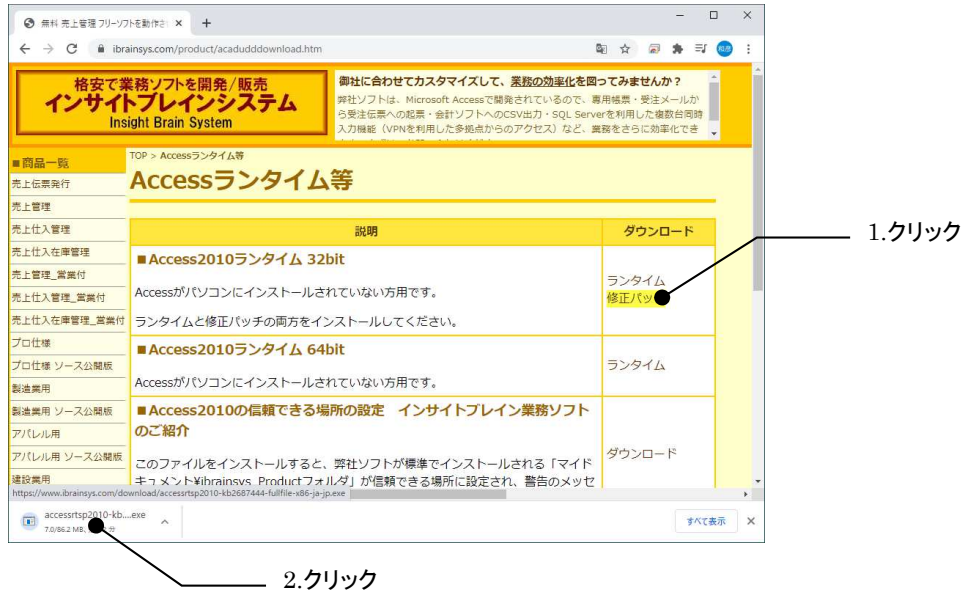 無料 売上管理 フリーソフトを動作さ
ibrainsys.com/product/acadudddownload.htm
格安で業務ソフトを開発/販売
インサイトブレインシステム
Insight Brain System
御社に合わせてカスタマイズして、業務の効率化を図ってみませんか?
弊社ソフトは、Microsoft Accessで開発されているので、専用帳票・受注メールか
ら受注伝票への起票・会計ソフトへのCSV出力・SQL Serverを利用した複数台同時
入力機能(VPNを利用した多拠点からのアクセス)など、業務をさらに効率化でき
■商品一覧
売上伝票発行
売上管理
売上仕入管理
売上仕入在庫管理
売上管理_営業付
売上仕入管理_営業付
売上仕入在庫管理_営業付
プロ仕様
プロ仕様 ソース公開版
製造業用
製造業用 ソース公開版
アパレル用
アパレル用 ソース公開版
建設業用
TOP > Accessランタイム等
Accessランタイム等
説明
ダウンロード
■Access2010ランタイム 32bit
Accessがパソコンにインストールされていない方用です。
ランタイムと修正パッチの両方をインストールしてください。
ランタイム
修正パッ
■Access2010ランタイム 64bit
Accessがパソコンにインストールされていない方用です。
ランタイム
■Access2010の信頼できる場所の設定 インサイトブレイン業務ソフト
のご紹介
このファイルをインストールすると、弊社ソフトが標準でインストールされる「マイド
キュメント¥ibrainsys_Productフォルダ」が信頼できる場所に設定され、警告のメッセ
ダウンロード
https://www.ibrainsys.com/download/accessrtsp2010-kb2687444-fullfile-x86-ja-jp.exe
accessrtsp2010-kb....exe
7.0/86.2 MB、 分
すべて表示
1.クリック
2.クリック